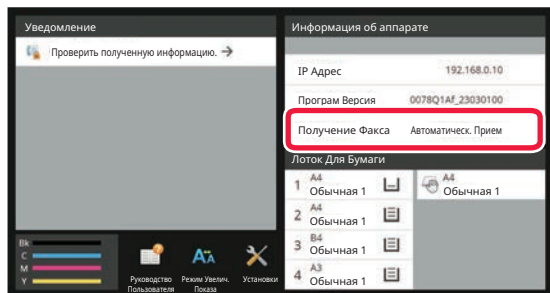 Уведомление
Проверить полученную информацию. →
Информация об аппарате
IP Адрес 192.168.0.10
Програм Версия 0078Q1Af_23030100
Получение Факса Автоматическ. Прием
Лоток Для Бумаги
1 A4
Обычная 1
A4
Обычная 1
2 A4
Обычная 1
3 B4
Обычная 1
4 A3
Обычная 1
Bk
C
M
Y
Руководство
Пользователя
Режим Увелич.
Показа
Установки